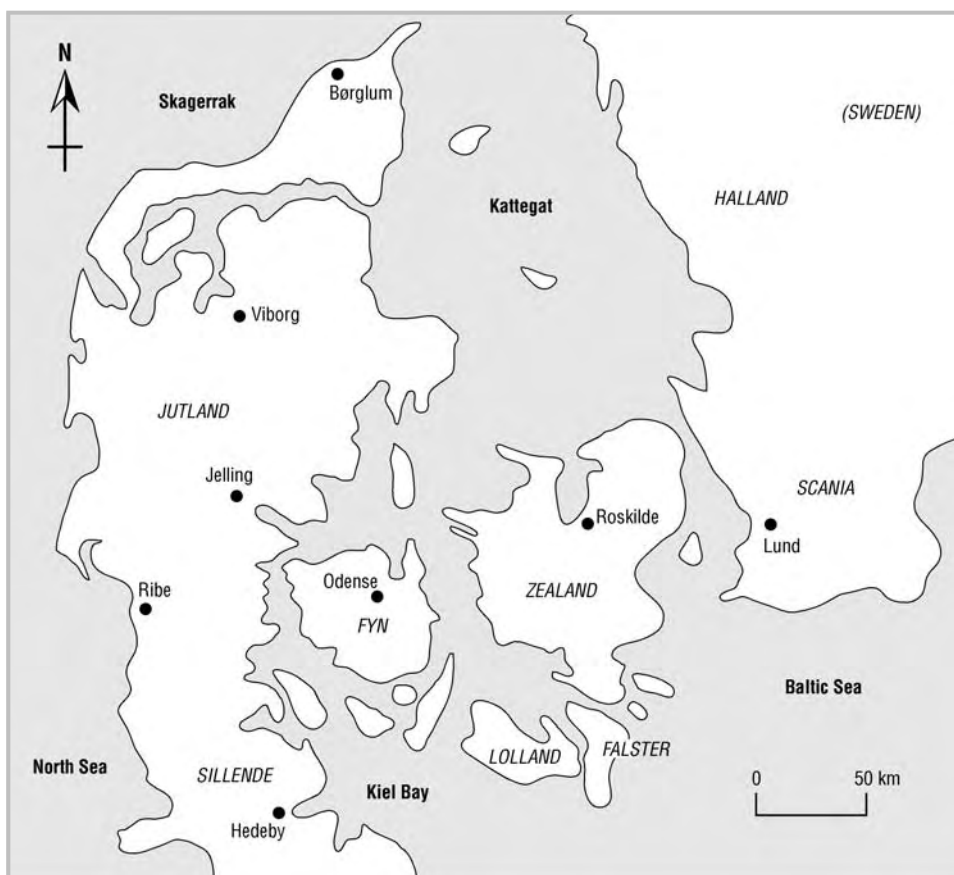 N
Skagerrak
Børglum
(SWEDEN)
HALLAND
Kattegat
Viborg
JUTLAND
Jelling
SCANIA
Roskilde
Lund
Odense
Ribe
ZEALAND
FYN
Baltic Sea
LOLLAND
FALSTER
North Sea
SILLENDE
0 50 km
Kiel Bay
Hedeby